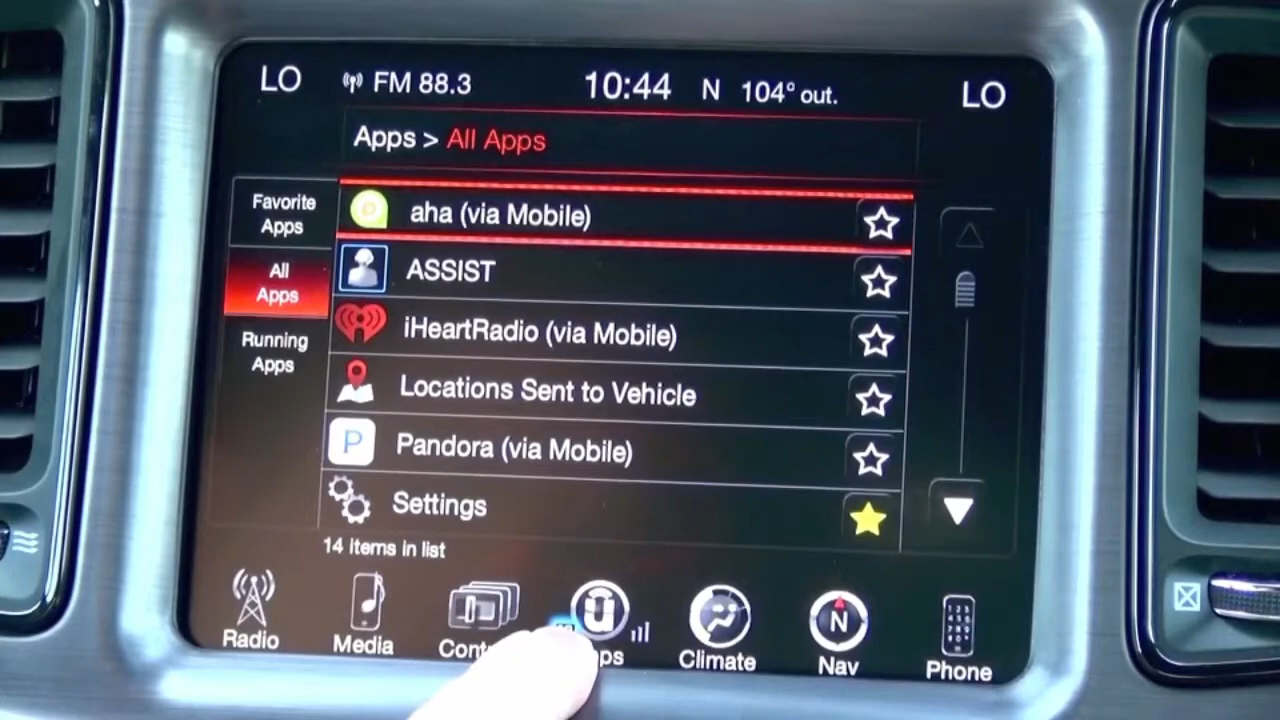 LO FM 88.3 10:44 N 104° out. LO
Apps > All Apps
Favorite
Apps
All
Apps
Running
Apps
aha (via Mobile)
ASSIST
iHeartRadio (via Mobile)
Locations Sent to Vehicle
P Pandora (via Mobile)
Settings
14 items in list
Radio
Media
N
Climate
Nav
Phone